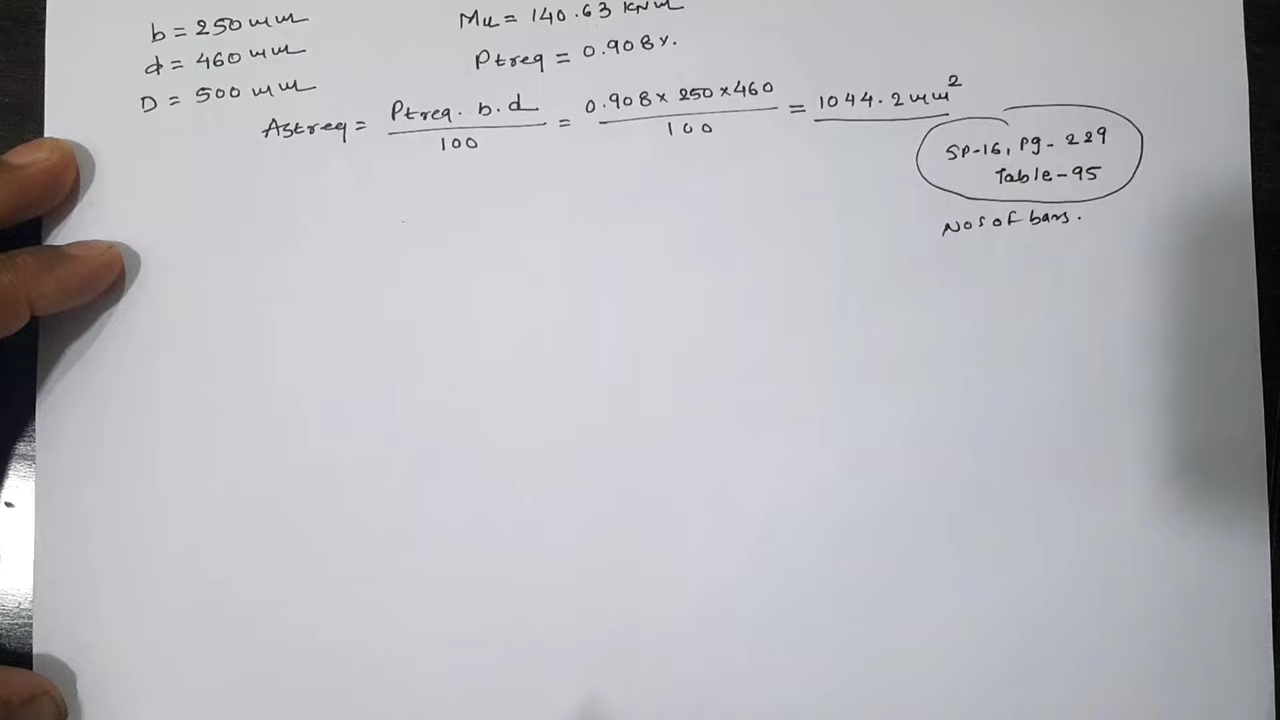 b = 250 mm
d = 460 mm
D = 500 mm
Mu = 140.63 KNm
Ptreq = 0.908%.
Astreq = Ptreq. b.d / 100 = 0.908 x 250 x 460 / 100 = 1044.2 mm²
SP-16, Pg- 229
Table-95
Nos of bars.